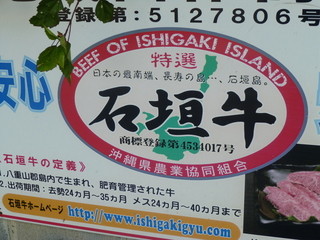 登録第:5127806号
BEEF OF ISHIGAKI ISLAND
特選
日本の最南端、長寿の島…、石垣島。
安心
石垣牛
商標登録第4534017号
沖縄県農業協同組合
石垣牛の定義》
1.八重山郡島内で生まれ、肥育管理された牛
2.出荷期間：去勢24カ月〜35カ月 メス24カ月〜40カ月まで
石垣牛ホームページ http://www.ishigakigyu.com